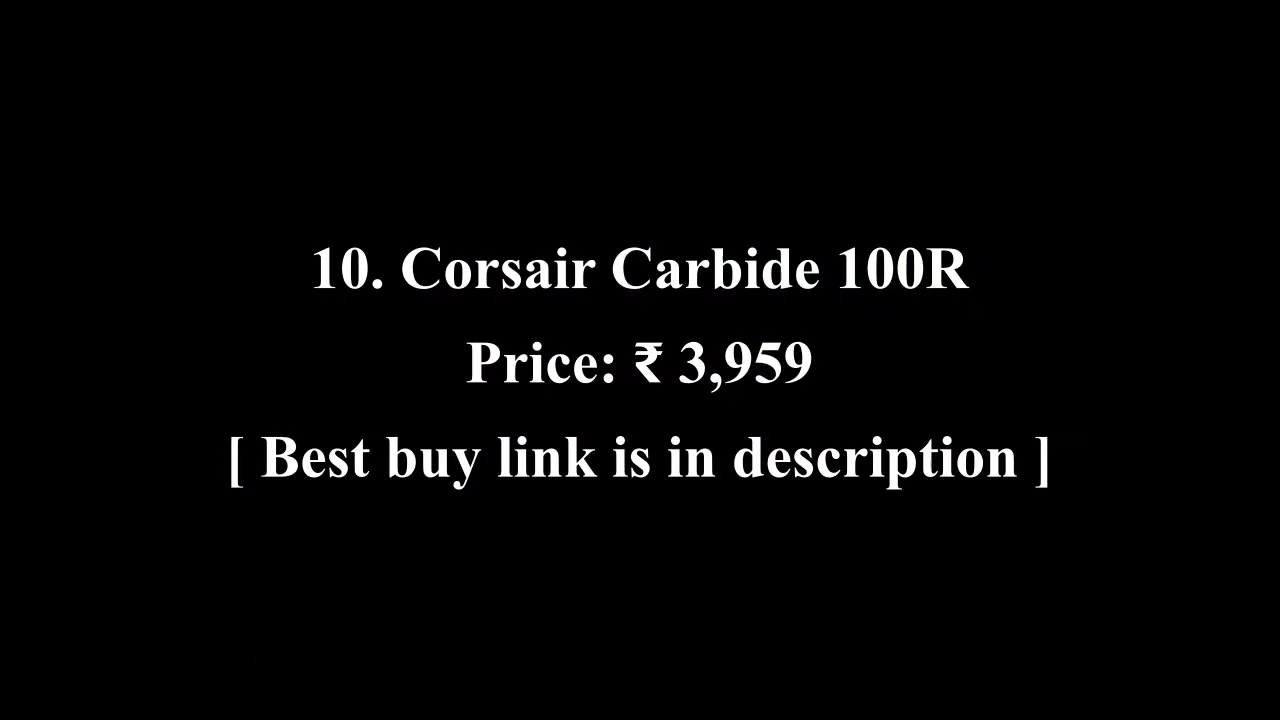 10. Corsair Carbide 100R
Price: ₹ 3,959
[ Best buy link is in description ]